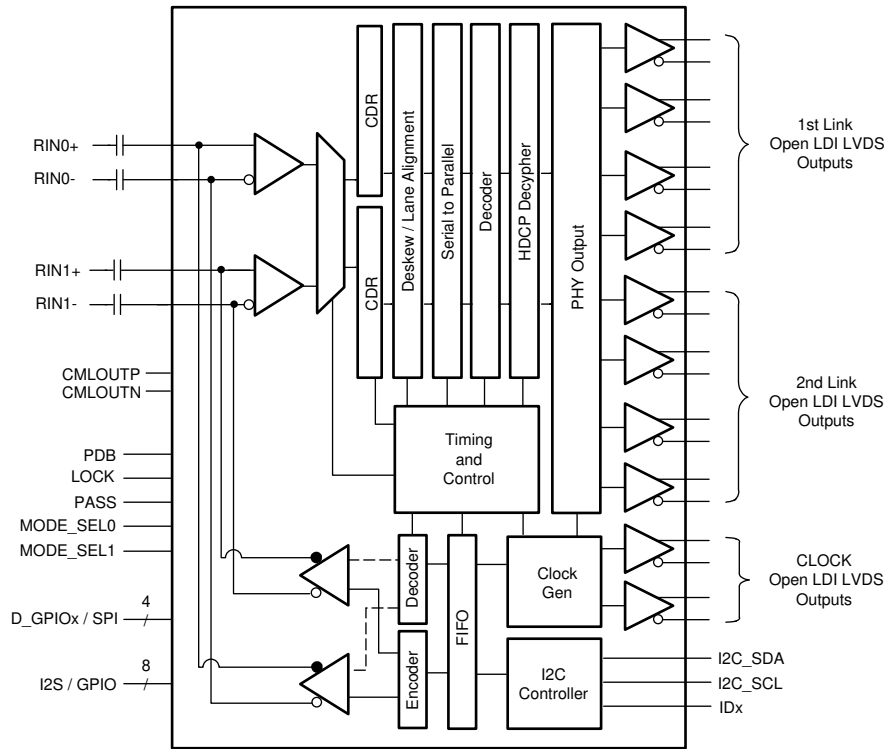 RIN0+
RIN0-
RIN1+
RIN1-
CMLOUTP
CMLOUTN
PDB
LOCK
PASS
MODE_SEL0
MODE_SEL1
4
D_GPIOx / SPI
8
I2S / GPIO
CDR
CDR
Deskew / Lane Alignment
Serial to Parallel
Decoder
HDCP Decypher
PHY Output
Timing
and
Control
Decoder
Encoder
FIFO
Clock
Gen
I2C
Controller
1st Link
Open LDI LVDS
Outputs
2nd Link
Open LDI LVDS
Outputs
CLOCK
Open LDI LVDS
Outputs
I2C_SDA
I2C_SCL
IDx